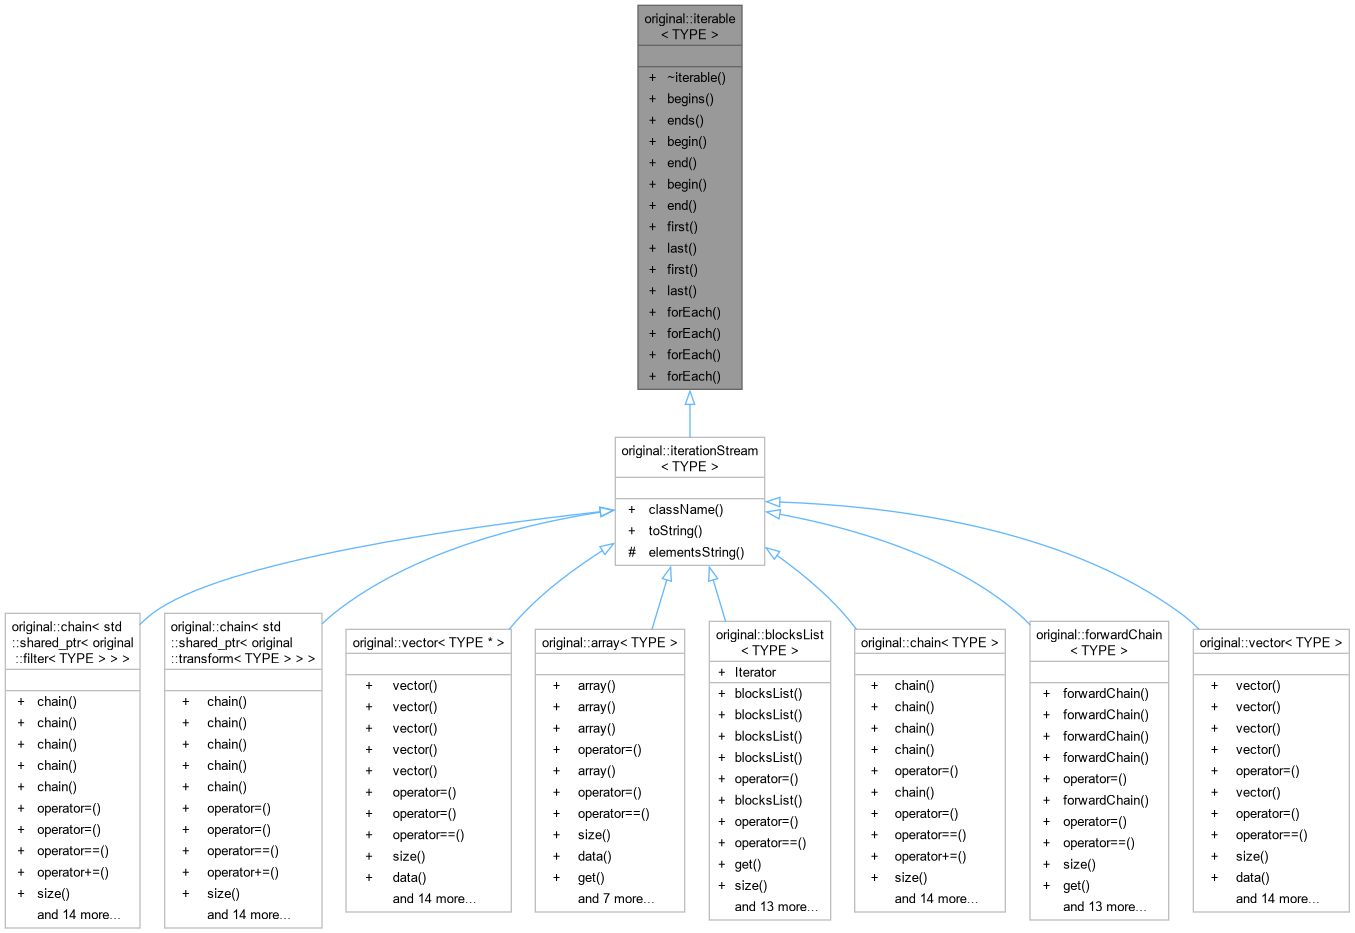 original::iterable
< TYPE >
+ ~iterable()
+ begins()
+ ends()
+ begin()
+ end()
+ begin()
+ end()
+ first()
+ last()
+ first()
+ last()
+ forEach()
+ forEach()
+ forEach()
+ forEach()
original::iterationStream
< TYPE >
+ className()
+ toString()
# elementsString()
original::chain< std
::shared_ptr< original
::filter< TYPE > > >
+ chain()
+ chain()
+ chain()
+ chain()
+ chain()
+ operator=()
+ operator=()
+ operator==()
+ operator+=()
+ size()
and 14 more...
original::chain< std
::shared_ptr< original
::transform< TYPE > > >
+ chain()
+ chain()
+ chain()
+ chain()
+ chain()
+ operator=()
+ operator=()
+ operator==()
+ operator+=()
+ size()
and 14 more...
original::vector< TYPE * >
+ vector()
+ vector()
+ vector()
+ vector()
+ vector()
+ operator=()
+ operator=()
+ operator==()
+ size()
+ data()
and 14 more...
original::array< TYPE >
+ array()
+ array()
+ array()
+ operator=()
+ array()
+ operator=()
+ operator==()
+ size()
+ data()
+ get()
and 7 more...
original::blocksList
< TYPE >
+ Iterator
+ blocksList()
+ blocksList()
+ blocksList()
+ blocksList()
+ operator=()
+ blocksList()
+ operator=()
+ operator==()
+ get()
+ size()
and 13 more...
original::chain< TYPE >
+ chain()
+ chain()
+ chain()
+ chain()
+ operator=()
+ chain()
+ operator=()
+ operator==()
+ operator+=()
+ size()
and 14 more...
original::forwardChain
< TYPE >
+ forwardChain()
+ forwardChain()
+ forwardChain()
+ forwardChain()
+ operator=()
+ forwardChain()
+ operator=()
+ operator==()
+ size()
+ get()
and 13 more...
original::vector< TYPE >
+ vector()
+ vector()
+ vector()
+ vector()
+ operator=()
+ vector()
+ operator=()
+ operator==()
+ size()
+ data()
and 14 more...